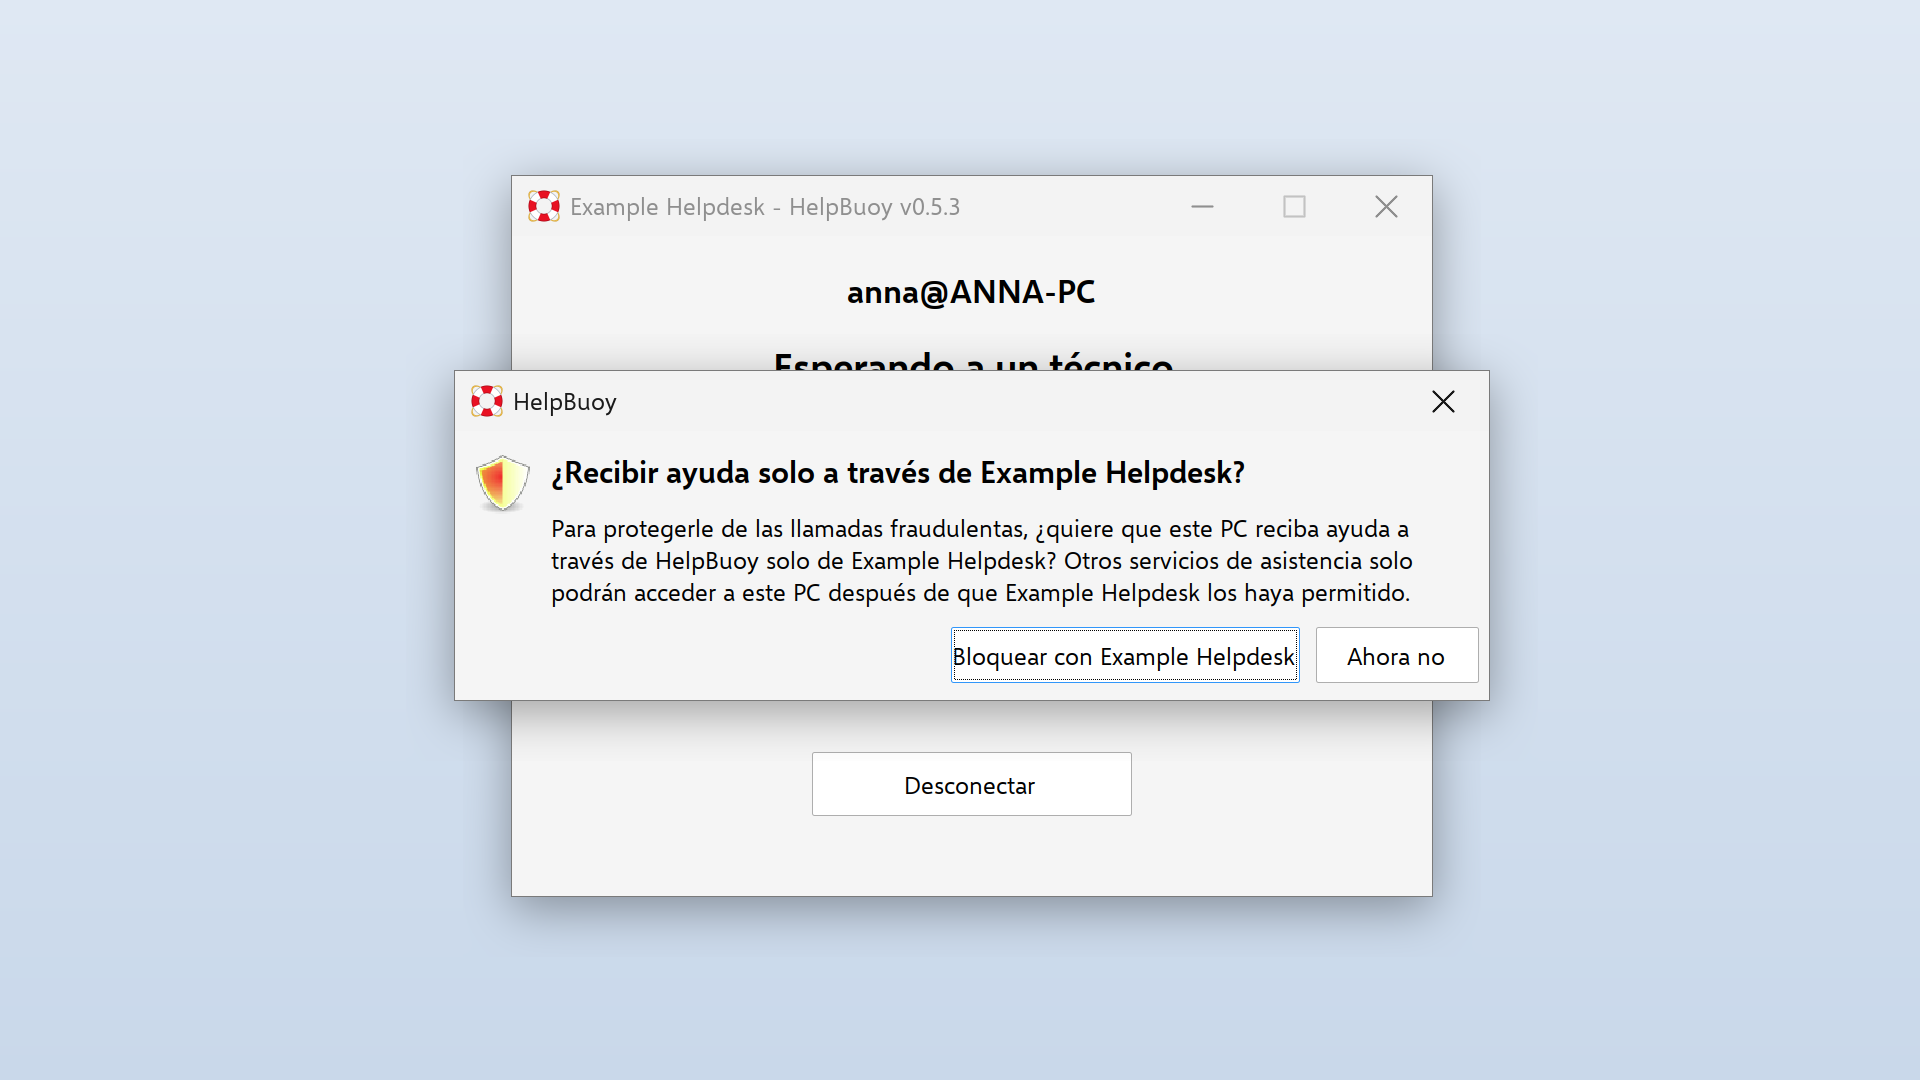 Example Helpdesk - HelpBuoy v0.5.3
anna@ANNA-PC
Esperando a un técnico
HelpBuoy
¿Recibir ayuda solo a través de Example Helpdesk?
Para protegerle de las llamadas fraudulentas, ¿quiere que este PC reciba ayuda a
través de HelpBuoy solo de Example Helpdesk? Otros servicios de asistencia solo
podrán acceder a este PC después de que Example Helpdesk los haya permitido.
Bloquear con Example Helpdesk
Ahora no
Desconectar